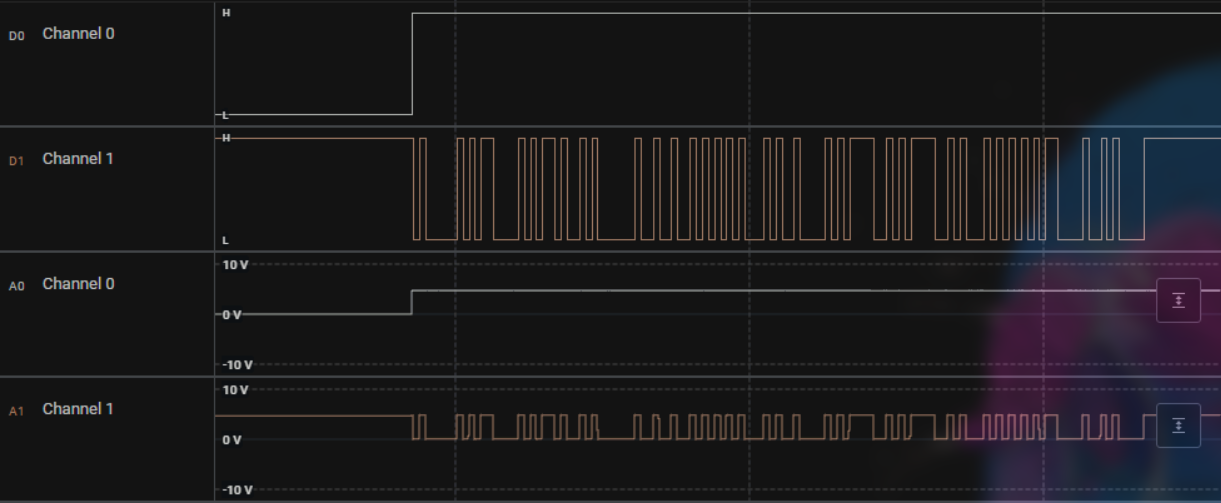 D0 Channel 0
H
L
D1 Channel 1
H
L
A0 Channel 0
10 V
0 V
-10 V
A1 Channel 1
10 V
0 V
-10 V